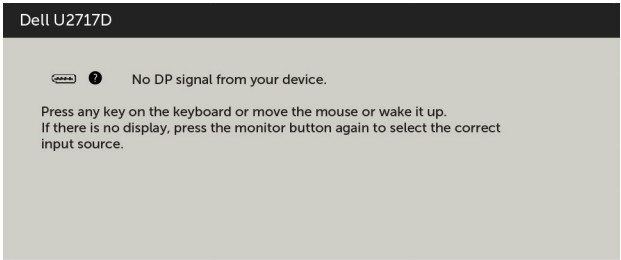 Dell U2717D
? No DP signal from your device.
Press any key on the keyboard or move the mouse or wake it up.
If there is no display, press the monitor button again to select the correct
input source.